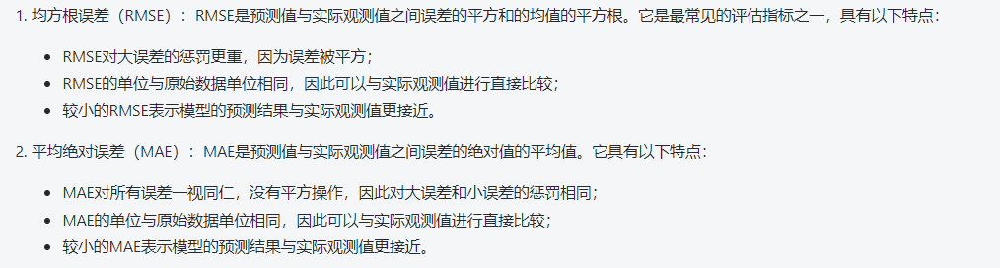 1. 均方根误差（RMSE）：RMSE是预测值与实际观测值之间误差的平方和的均值的平方根。它是最常见的评估指标之一，具有以下特点：
• RMSE对大误差的惩罚更重，因为误差被平方；
• RMSE的单位与原始数据单位相同，因此可以与实际观测值进行直接比较；
• 较小的RMSE表示模型的预测结果与实际观测值更接近。
2. 平均绝对误差（MAE）：MAE是预测值与实际观测值之间误差的绝对值的平均值。它具有以下特点：
• MAE对所有误差一视同仁，没有平方操作，因此对大误差和小误差的惩罚相同；
• MAE的单位与原始数据单位相同，因此可以与实际观测值进行直接比较；
• 较小的MAE表示模型的预测结果与实际观测值更接近。